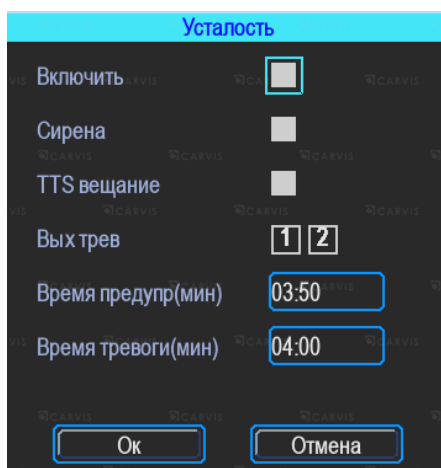 Усталость
Включить
Сирена
TTS вещание
Вых трев 1 2
Время предупр(мин) 03:50
Время тревоги(мин) 04:00
Ок Отмена
CARVIS